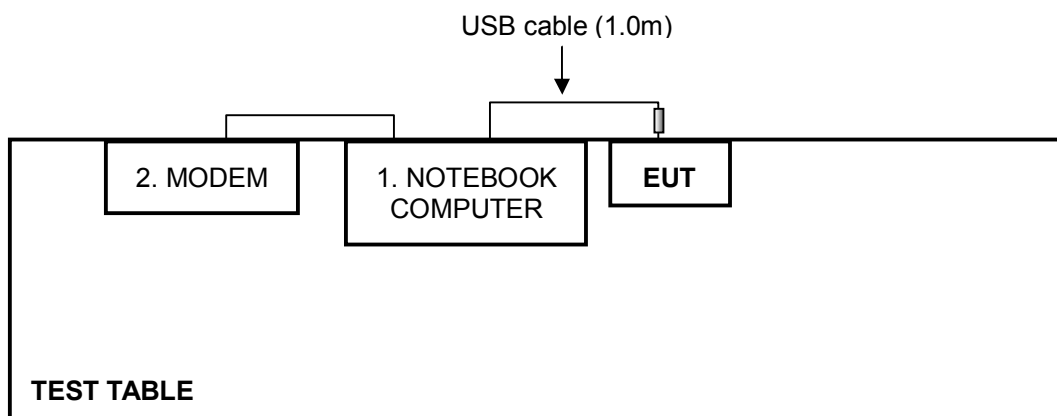 USB cable (1.0m)
2. MODEM
1. NOTEBOOK
COMPUTER
EUT
TEST TABLE